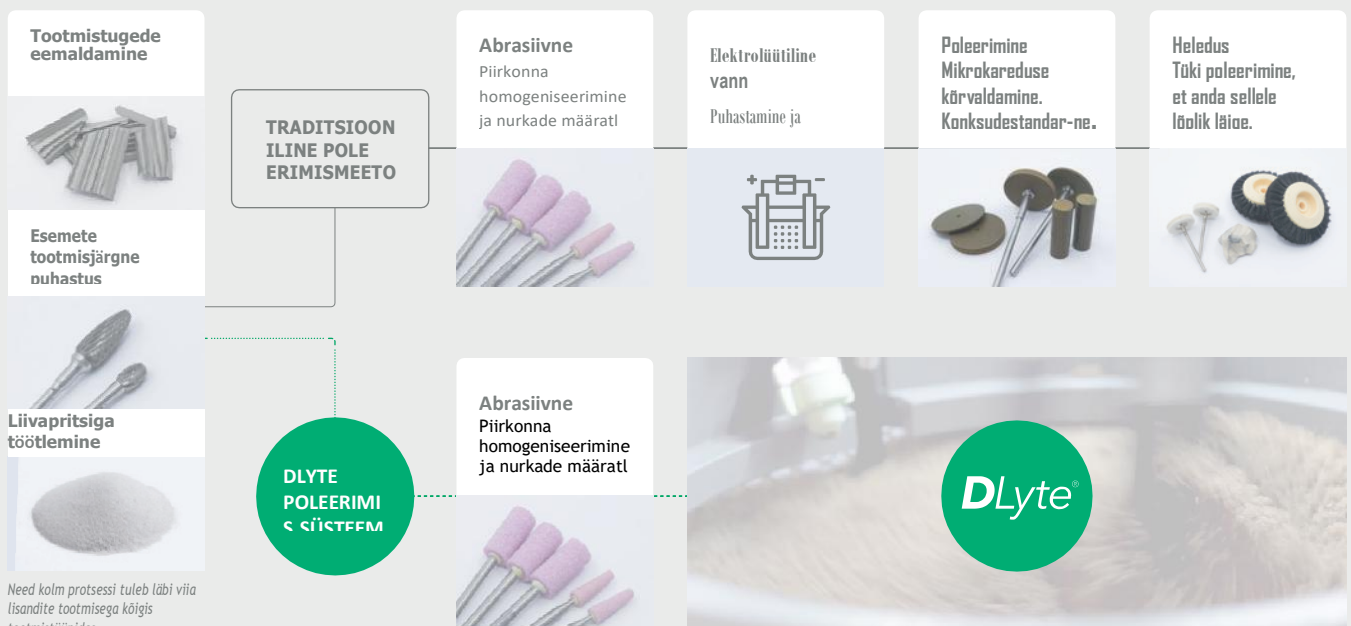 Tootmistugede
eemaldamine
Esemete
tootmisjärgne
puhastus
Liivapritsiga
töötlemine
Need kolm protsessi tuleb läbi viia
lisandite tootmisega kõigis
TRADITSIOON
ILINE POLE
ERIMISMEETO
Abrasiivne
Piirkonna
homogeniseerimine
ja nurkade määratl
Elektrolüütiline
vann
Puhastamine ja
Poleerimine
Mikrokareduse
kõrvaldamine.
Konksudestandar-ne.
Heledus
Tüki poleerimine,
et anda sellele
lõplik läige.
DLYTE
POLEERIMI
S SÜSTEEM
Abrasiivne
Piirkonna
homogeniseerimine
ja nurkade määratl
DLyte®